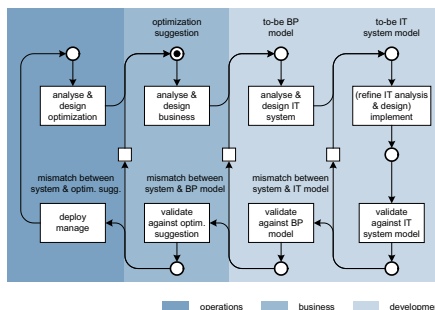 optimization
suggestion
to-be BP
model
to-be IT
system model
analyse &
design
optimization
analyse &
design
business
analyse &
design IT
system
(refine IT analysis
& design)
implement
mismatch between
system & optim. sugg.
mismatch between
system & BP model
mismatch between
system & IT model
deploy
manage
validate
against optim.
suggestion
validate
against BP
model
validate
against IT
system model
operations
business
developme